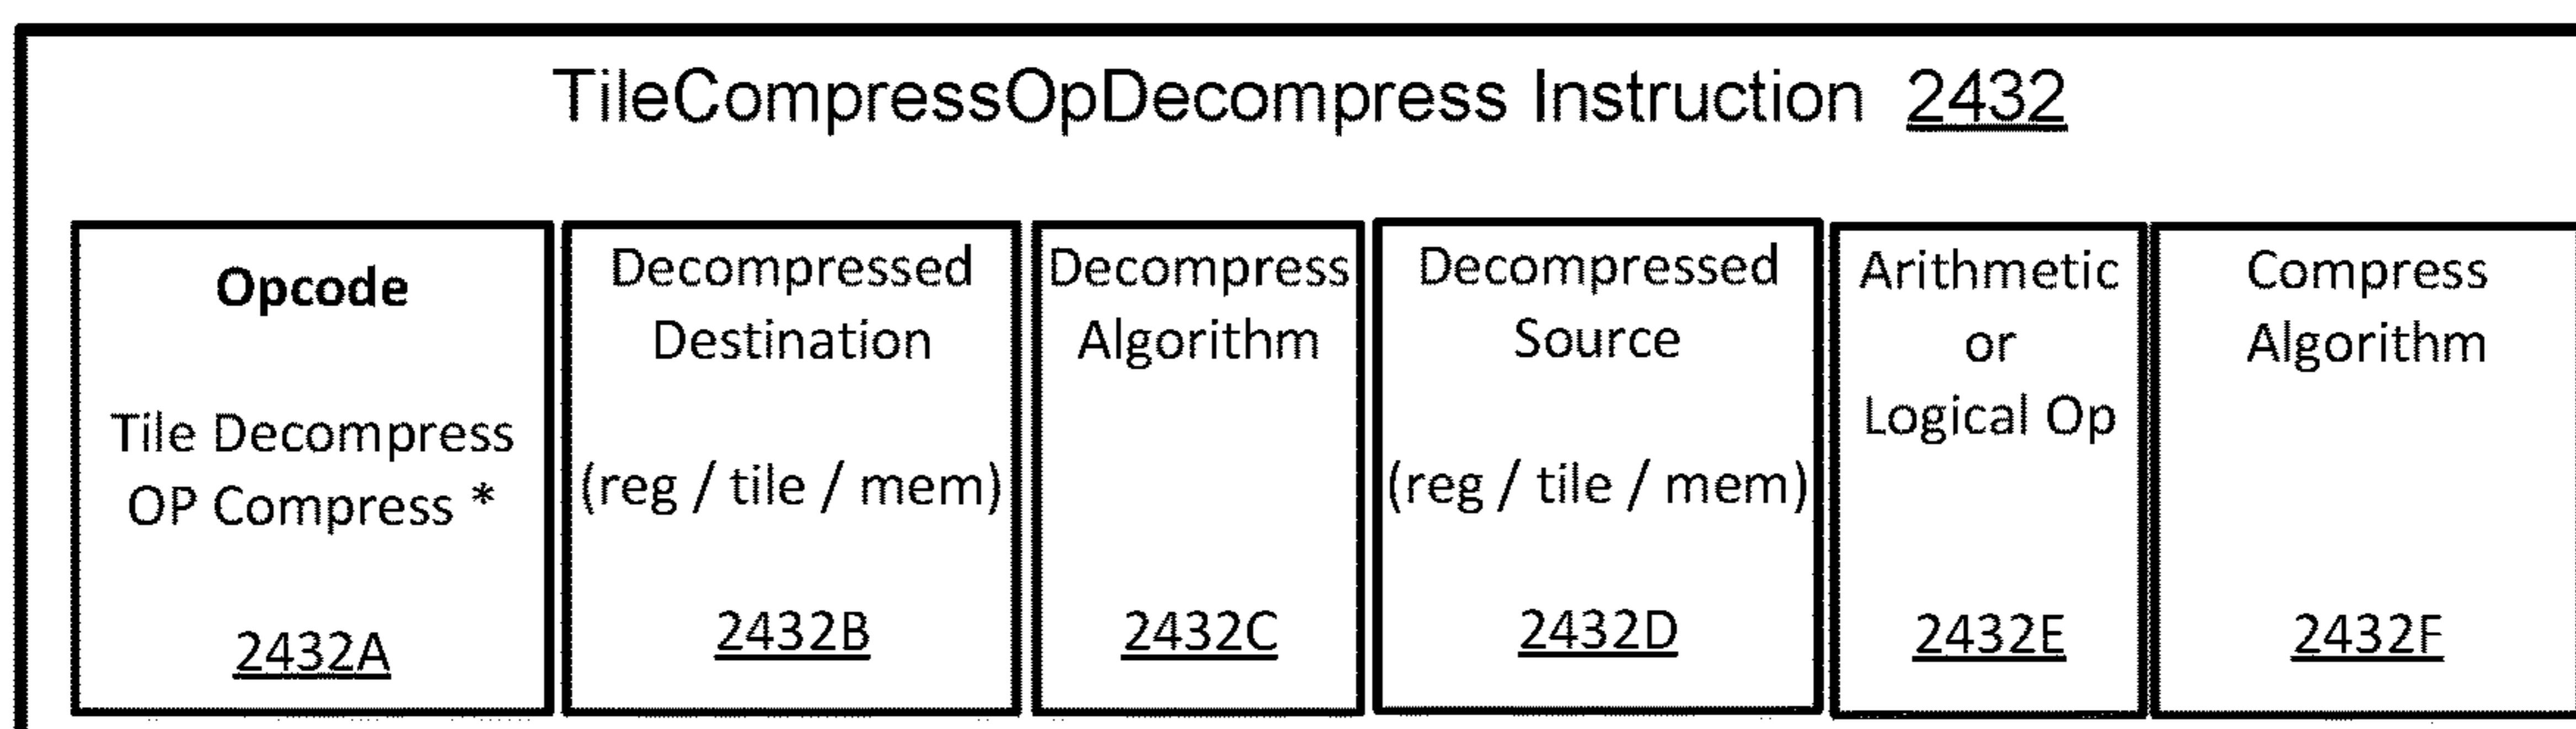 TileCompressOpDecompress Instruction 2432
Opcode
Tile Decompress
OP Compress *
2432A
Decompressed
Destination
(reg / tile / mem)
2432B
Decompress
Algorithm
2432C
Decompressed
Source
(reg / tile / mem)
2432D
Arithmetic
or
Logical Op
2432E
Compress
Algorithm
2432F